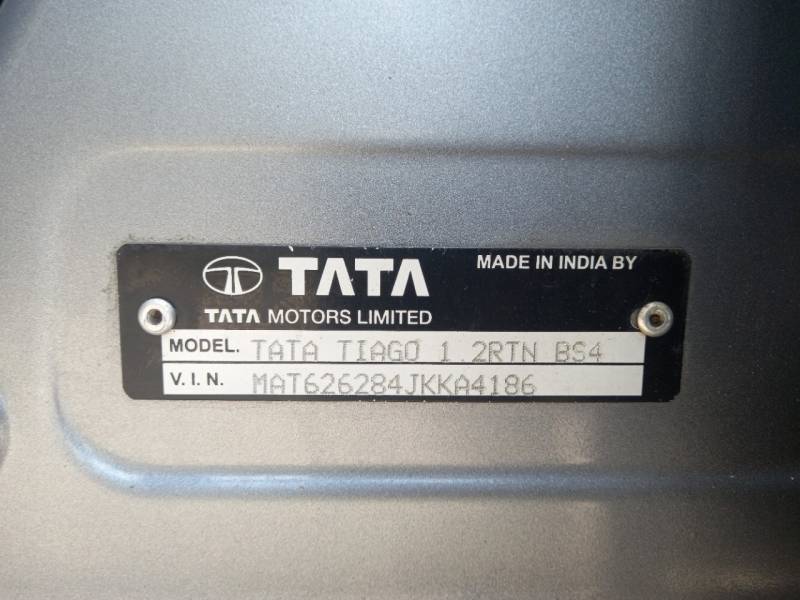 TATA MADE IN INDIA BY
TATA MOTORS LIMITED
MODEL. TATA TIAGO 1.2RTN BS4
V.I.N. MAT626284JKKA4186